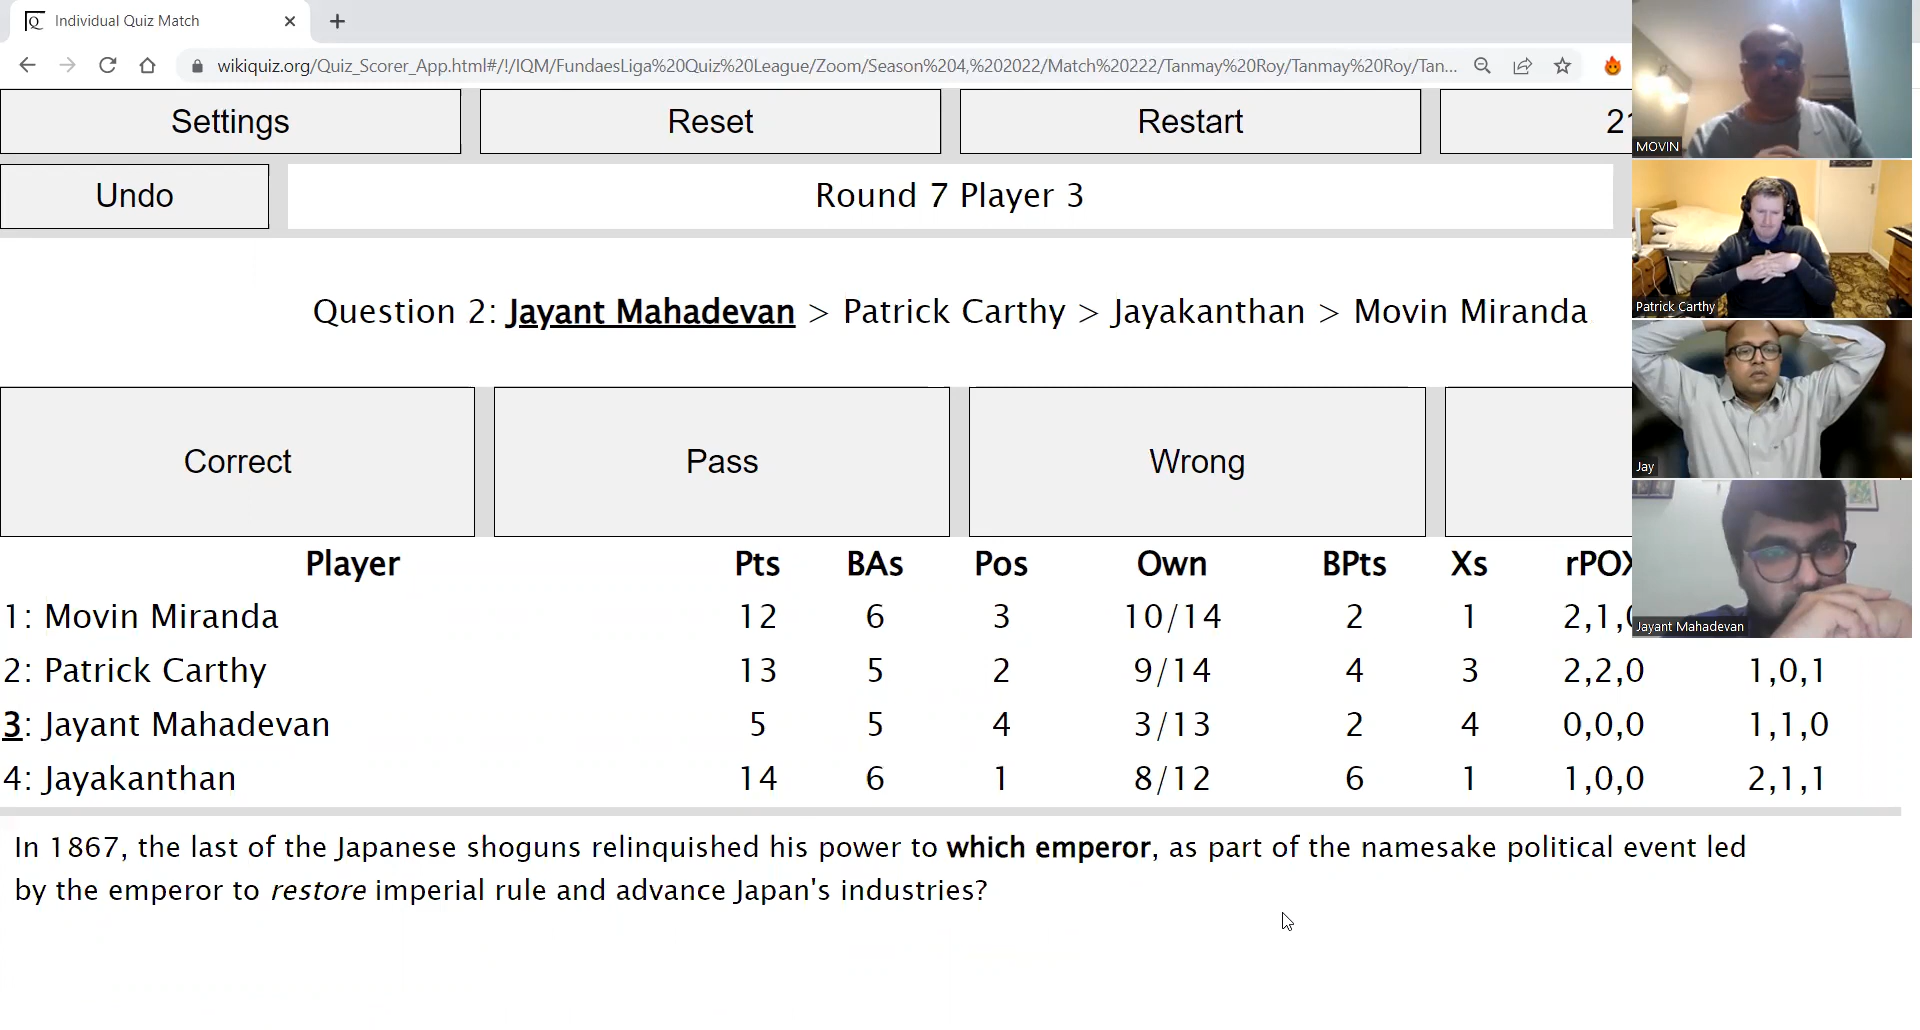 Individual Quiz Match
wikiquiz.org/Quiz_Scorer_App.html#/!/IQM/FundaesLiga%20Quiz%20League/Zoom/Season%204,%202022/Match%20222/Tanmay%20Roy/Tanmay%20Roy/Tan...
Settings Reset Restart
Undo Round 7 Player 3
Question 2: Jayant Mahadevan > Patrick Carthy > Jayakanthan > Movin Miranda
Correct Pass Wrong
Player Pts BAs Pos Own BPts Xs rPOX
1: Movin Miranda 12 6 3 10/14 2 1 2,1,0
2: Patrick Carthy 13 5 2 9/14 4 3 2,2,0 1,0,1
3: Jayant Mahadevan 5 5 4 3/13 2 4 0,0,0 1,1,0
4: Jayakanthan 14 6 1 8/12 6 1 1,0,0 2,1,1
In 1867, the last of the Japanese shoguns relinquished his power to which emperor, as part of the namesake political event led
by the emperor to restore imperial rule and advance Japan's industries?
MOVIN
Patrick Carthy
Jay
Jayant Mahadevan